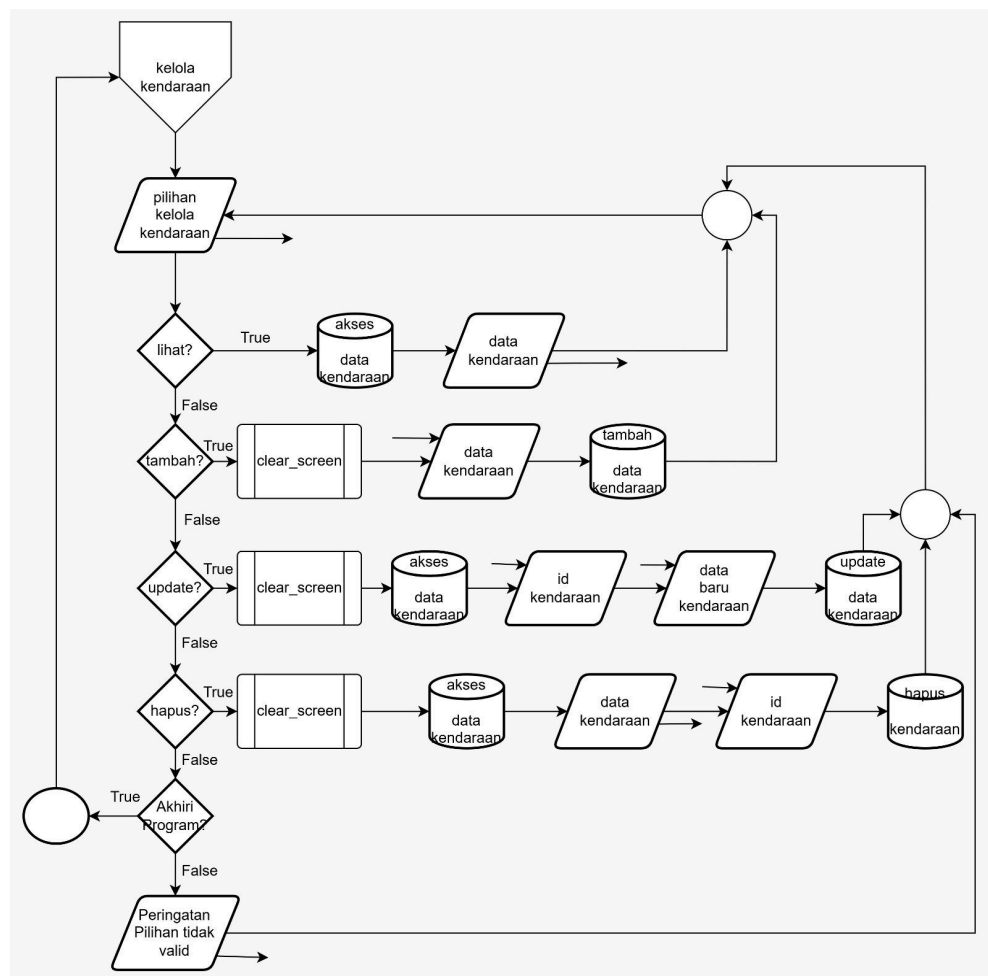 kelola
kendaraan
pilihan
kelola
kendaraan
lihat?
True
akses
data
kendaraan
data
kendaraan
False
tambah?
True
clear_screen
data
kendaraan
tambah
data
kendaraan
False
update?
True
clear_screen
akses
data
kendaraan
id
kendaraan
data
baru
kendaraan
update
data
kendaraan
False
hapus?
True
clear_screen
akses
data
kendaraan
data
kendaraan
id
kendaraan
hapus
kendaraan
False
Akhiri
Program?
True
False
Peringatan
Pilihan tidak
valid